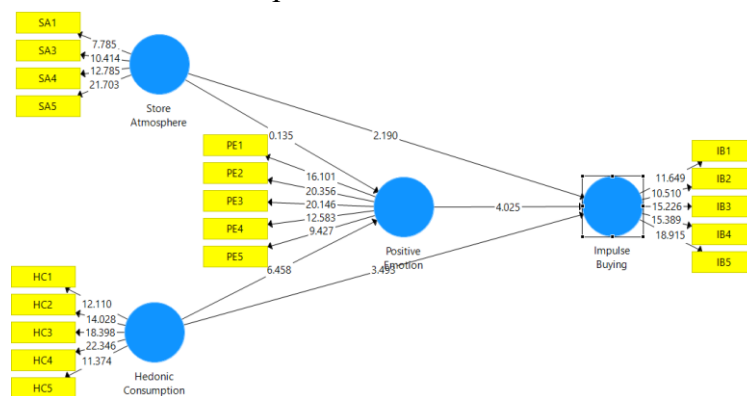 SA1
SA3
SA4
SA5
7.785
10.414
12.785
21.703
Store
Atmosphere
0.135
2.190
PE1
PE2
PE3
PE4
PE5
16.101
20.356
20.146
12.583
9.427
Positive
Emotion
4.025
6.458
3.493
Impulse
Buying
11.649
10.510
15.226
15.389
18.915
IB1
IB2
IB3
IB4
IB5
HC1
HC2
HC3
HC4
HC5
12.110
14.028
18.398
22.346
11.374
Hedonic
Consumption